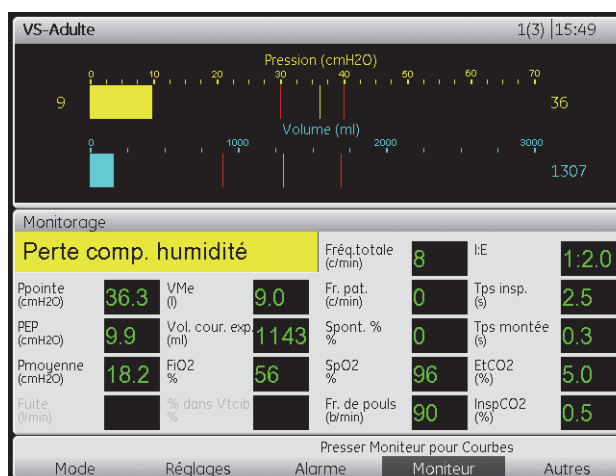 VS-Adulte 1(3) 15:49
Pression (cmH2O)
0 10 20 30 40 50 60 70
9 36
Volume (ml)
0 1000 2000 3000
1307
Monitorage
Perte comp. humidité
Fréq.totale (c/min) 8 I:E 1:2.0
Ppointe (cmH2O) 36.3 VMe (l) 9.0 Fr. pat. (c/min) 0 Tps insp. (s) 2.5
PEP (cmH2O) 9.9 Vol. cour. exp. (ml) 1143 Spont. % % 0 Tps montée (s) 0.3
Pmoyenne (cmH2O) 18.2 FiO2 % 56 SpO2 % 96 EtCO2 (%) 5.0
Fuite (l/min) % dans Vtcib % Fr. de pouls (b/min) 90 InspCO2 (%) 0.5
Presser Moniteur pour Courbes
Mode Réglages Alarme Moniteur Autres